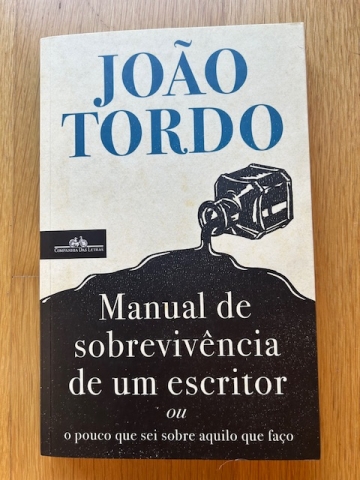 JOÃO
TORDO
COMPANHIA DAS LETRAS
Manual de
sobrevivência
de um escritor
ou
o pouco que sei sobre aquilo que faço